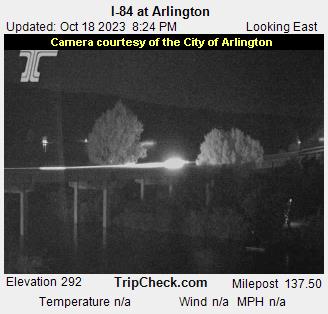 I-84 at Arlington
Updated: Oct 18 2023 8:24 PM Looking East
Camera courtesy of the City of Arlington
Elevation 292 TripCheck.com Milepost 137.50
Temperature n/a Wind n/a MPH n/a